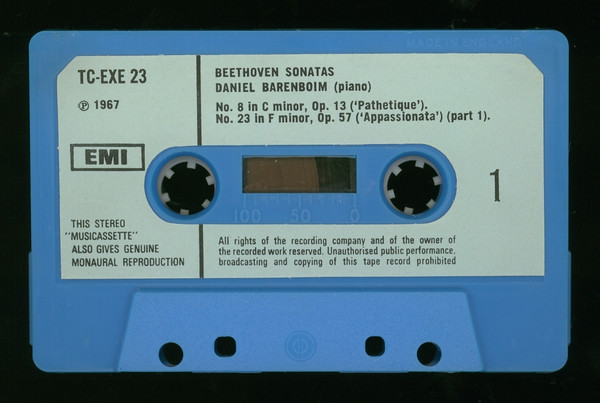 MADE IN ENGLAND
TC-EXE 23
℗ 1967
EMI
THIS STEREO
"MUSICASSETTE"
ALSO GIVES GENUINE
MONAURAL REPRODUCTION
BEETHOVEN SONATAS
DANIEL BARENBOIM (piano)
No. 8 in C minor, Op. 13 ('Pathetique').
No. 23 in F minor, Op. 57 ('Appassionata') (part 1).
100 50 0
1
All rights of the recording company and of the owner of
the recorded work reserved. Unauthorised public performance,
broadcasting and copying of this tape record prohibited